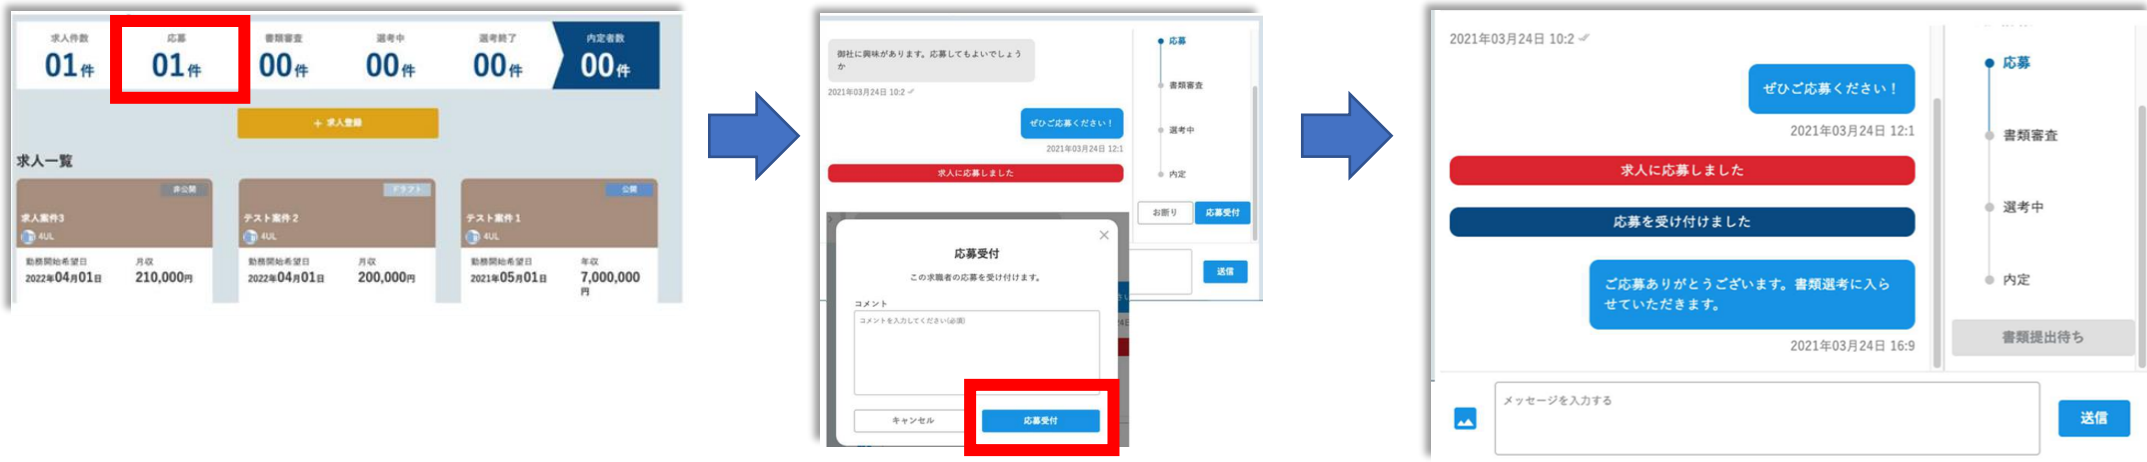 求人件数
01件
応募
01件
書類審査
00件
選考中
00件
選考終了
00件
内定者数
00件
+ 求人登録
求人一覧
非公開
求人案件3
4UL
勤務開始希望日
2022年04月01日
月収
210,000円
ドラフト
テスト案件2
4UL
勤務開始希望日
2022年04月01日
月収
200,000円
公開
テスト案件1
4UL
勤務開始希望日
2021年05月01日
年収
7,000,000
円
御社に興味があります。応募してもよいでしょう
か
2021年03月24日 10:2
ぜひご応募ください！
2021年03月24日 12:1
求人に応募しました
応募
書類審査
選考中
内定
お断り
応募受付
送信
応募受付
この求職者の応募を受け付けます。
コメント
コメントを入力してください(必須)
キャンセル
応募受付
2021年03月24日 10:2
ぜひご応募ください！
2021年03月24日 12:1
求人に応募しました
応募を受け付けました
ご応募ありがとうございます。書類選考に入ら
せていただきます。
2021年03月24日 16:9
応募
書類審査
選考中
内定
書類提出待ち
メッセージを入力する
送信